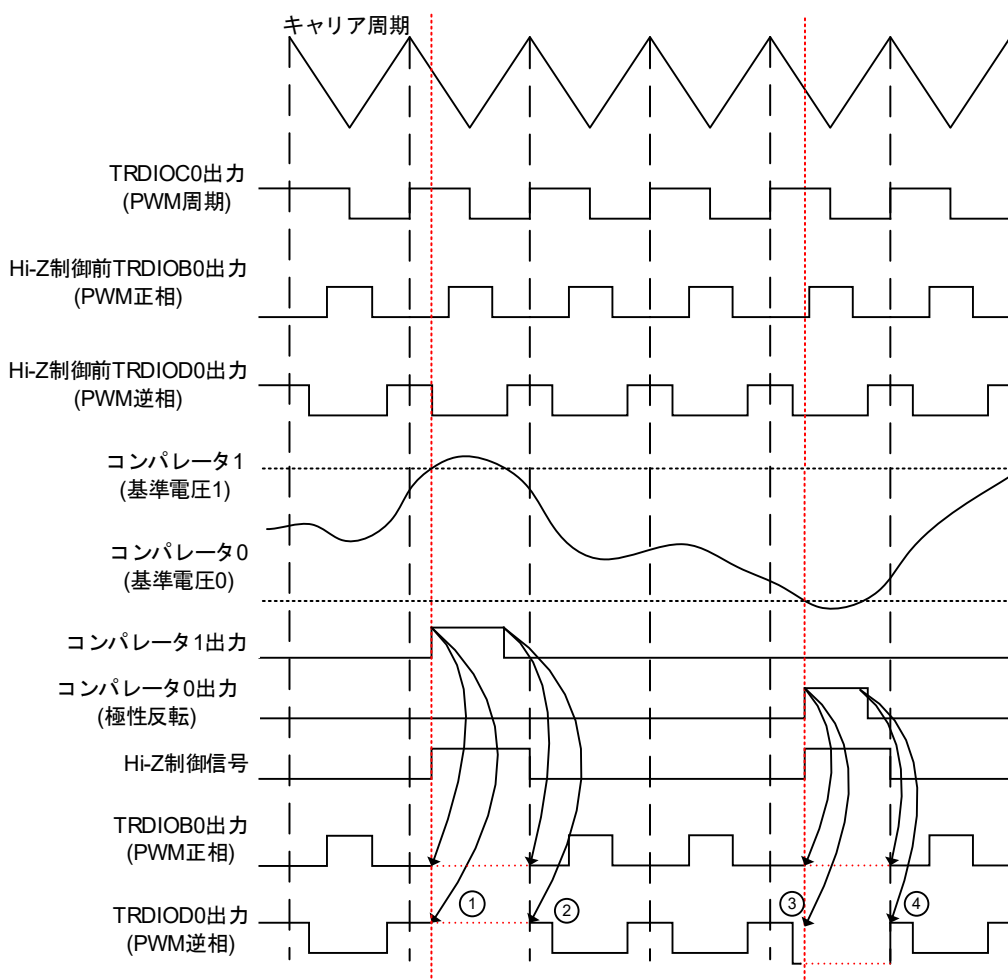 キャリア周期
TRDIOC0出力
(PWM周期)
Hi-Z制御前TRDIOB0出力
(PWM正相)
Hi-Z制御前TRDIOD0出力
(PWM逆相)
コンパレータ1
(基準電圧1)
コンパレータ0
(基準電圧0)
コンパレータ1出力
コンパレータ0出力
(極性反転)
Hi-Z制御信号
TRDIOB0出力
(PWM正相)
① ② ③ ④
TRDIOD0出力
(PWM逆相)